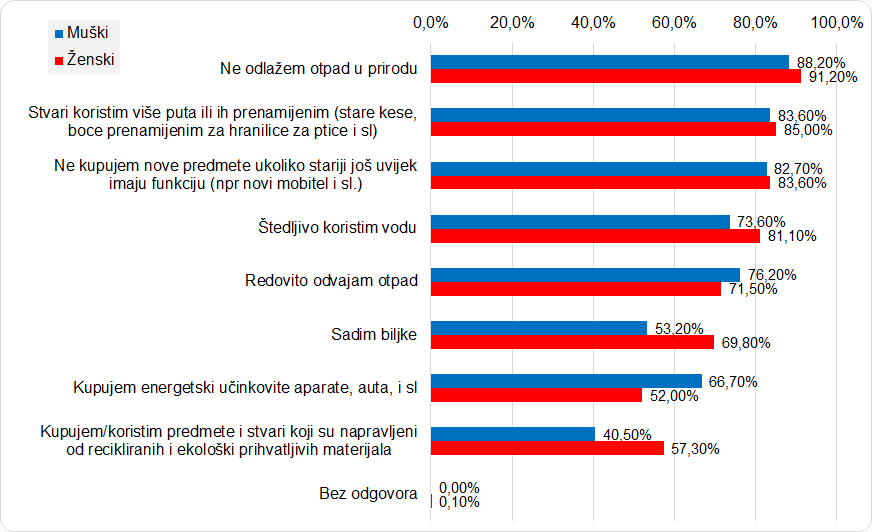 Muški
Ženski
0,0%
20,0%
40,0%
60,0%
80,0%
100,0%
Ne odlažem otpad u prirodu
88,20%
91,20%
Stvari koristim više puta ili ih prenamijenim (stare kese,
boce prenamijenim za hranilice za ptice i sl)
83,60%
85,00%
Ne kupujem nove predmete ukoliko stariji još uvijek
imaju funkciju (npr novi mobitel i sl.)
82,70%
83,60%
Štedljivo koristim vodu
73,60%
81,10%
Redovito odvajam otpad
76,20%
71,50%
Sadim biljke
53,20%
69,80%
Kupujem energetski učinkovite aparate, auta, i sl
66,70%
52,00%
Kupujem/koristim predmete i stvari koji su napravljeni
od recikliranih i ekološki prihvatljivih materijala
40,50%
57,30%
Bez odgovora
0,00%
0,10%